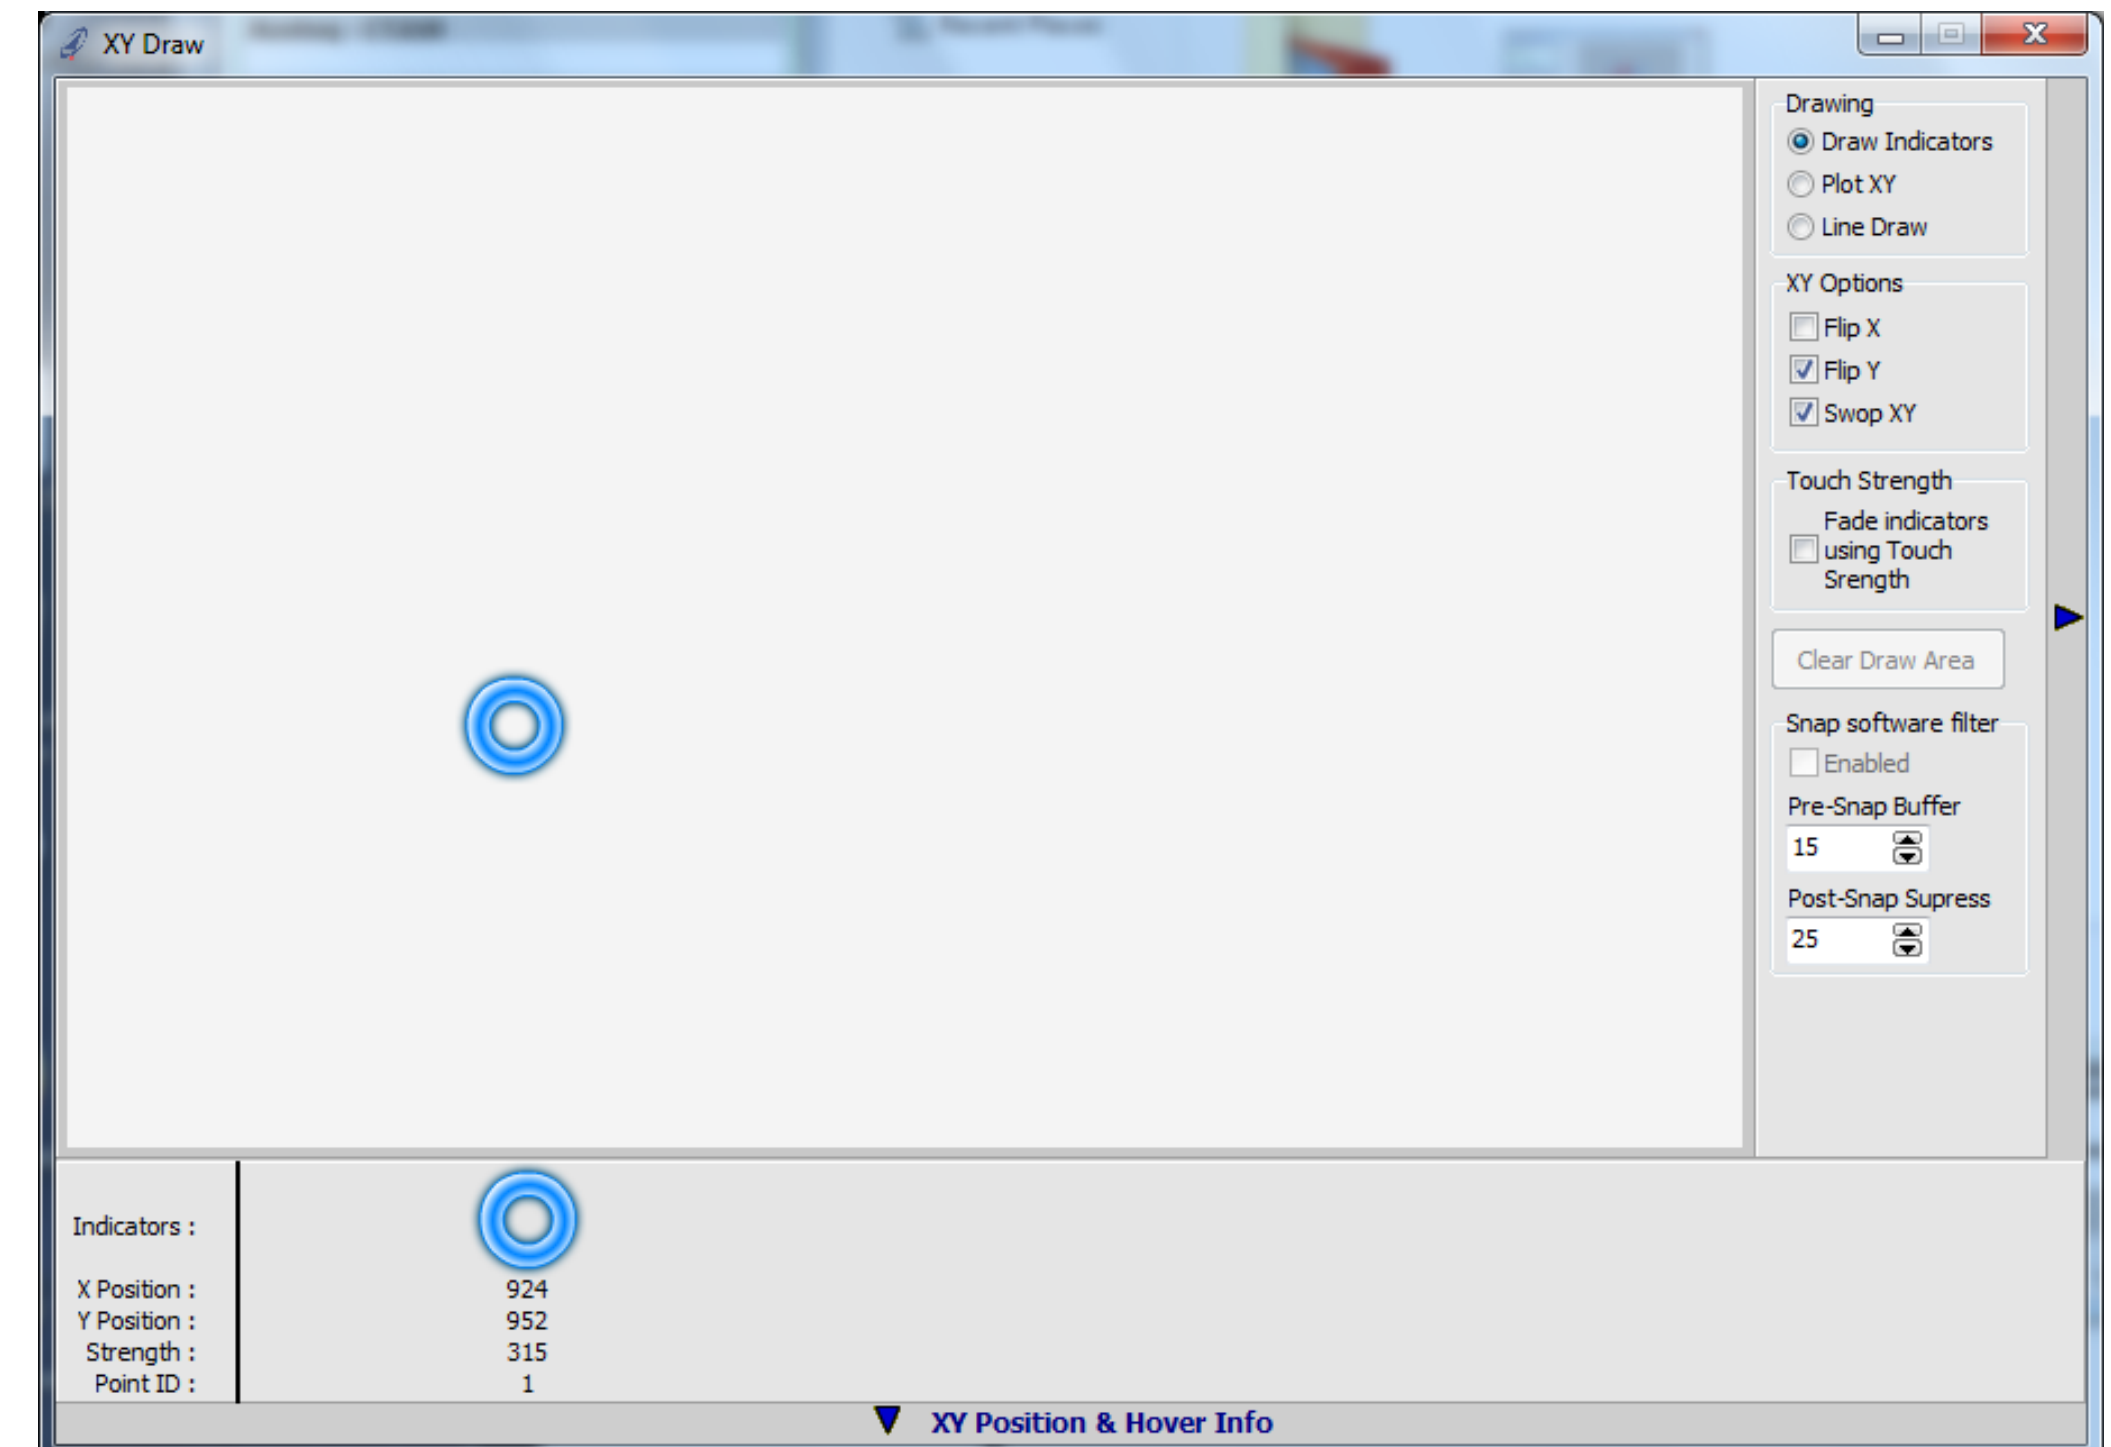 XY Draw
Drawing
Draw Indicators
Plot XY
Line Draw
XY Options
Flip X
Flip Y
Swop XY
Touch Strength
Fade indicators
using Touch
Srength
Clear Draw Area
Snap software filter
Enabled
Pre-Snap Buffer
15
Post-Snap Supress
25
Indicators :
X Position : 924
Y Position : 952
Strength : 315
Point ID : 1
XY Position & Hover Info